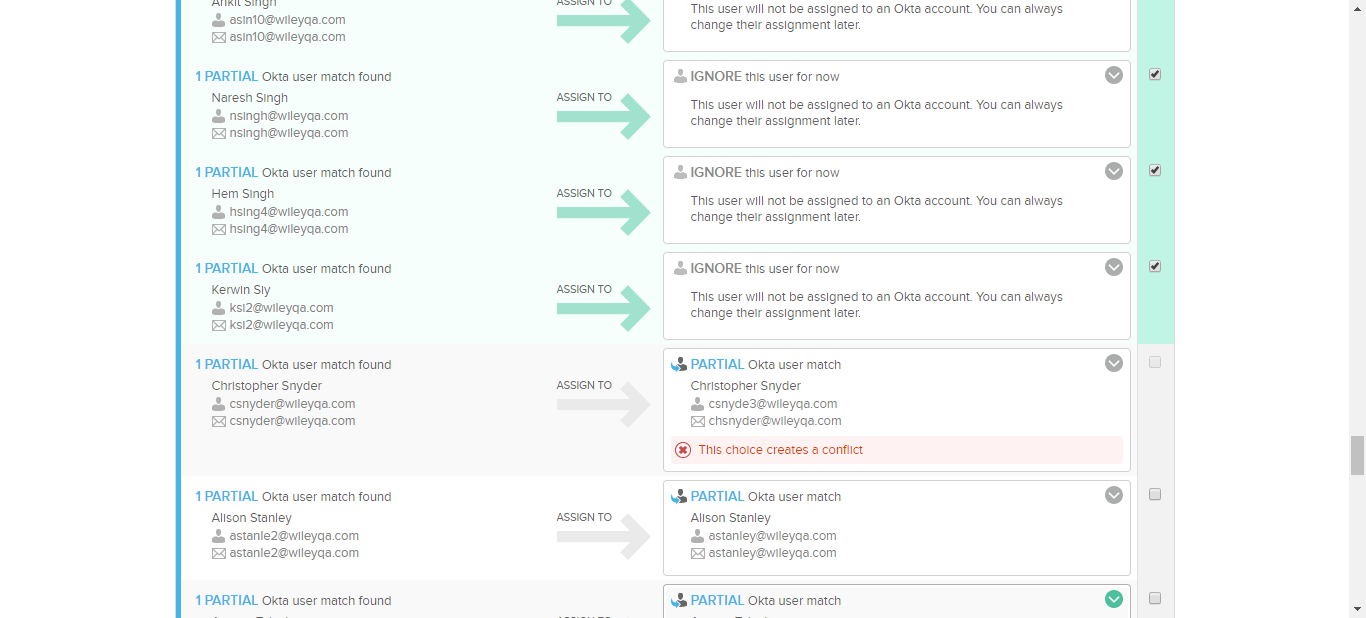 Ankit Singh
asin10@wileyqa.com
asin10@wileyqa.com
ASSIGN TO
This user will not be assigned to an Okta account. You can always
change their assignment later.
1 PARTIAL Okta user match found
Naresh Singh
nsingh@wileyqa.com
nsingh@wileyqa.com
ASSIGN TO
IGNORE this user for now
This user will not be assigned to an Okta account. You can always
change their assignment later.
1 PARTIAL Okta user match found
Hem Singh
hsing4@wileyqa.com
hsing4@wileyqa.com
ASSIGN TO
IGNORE this user for now
This user will not be assigned to an Okta account. You can always
change their assignment later.
1 PARTIAL Okta user match found
Kerwin Siy
ksi2@wileyqa.com
ksi2@wileyqa.com
ASSIGN TO
IGNORE this user for now
This user will not be assigned to an Okta account. You can always
change their assignment later.
1 PARTIAL Okta user match found
Christopher Snyder
csnyder@wileyqa.com
csnyder@wileyqa.com
ASSIGN TO
PARTIAL Okta user match
Christopher Snyder
csnyde3@wileyqa.com
chsnyder@wileyqa.com
This choice creates a conflict
1 PARTIAL Okta user match found
Alison Stanley
astanle2@wileyqa.com
astanle2@wileyqa.com
ASSIGN TO
PARTIAL Okta user match
Alison Stanley
astanley@wileyqa.com
astanley@wileyqa.com
1 PARTIAL Okta user match found
PARTIAL Okta user match